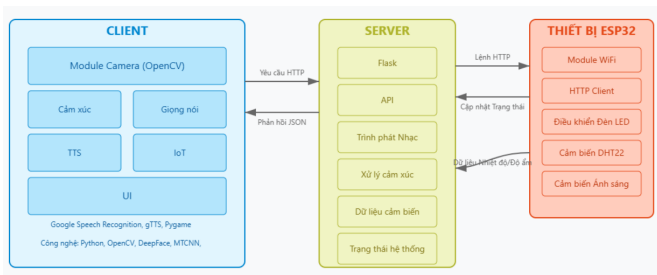 CLIENT
Module Camera (OpenCV)
Cảm xúc
Giọng nói
TTS
IoT
UI
Google Speech Recognition, gTTS, Pygame
Công nghệ: Python, OpenCV, DeepFace, MTCNN,
Yêu cầu HTTP
Phản hồi JSON
SERVER
Flask
API
Trình phát Nhạc
Xử lý cảm xúc
Dữ liệu cảm biến
Trạng thái hệ thống
Lệnh HTTP
Cập nhật Trạng thái
Dữ liệu Nhiệt độ/Độ ẩm
THIẾT BỊ ESP32
Module WiFi
HTTP Client
Điều khiển Đèn LED
Cảm biến DHT22
Cảm biến Ánh sáng